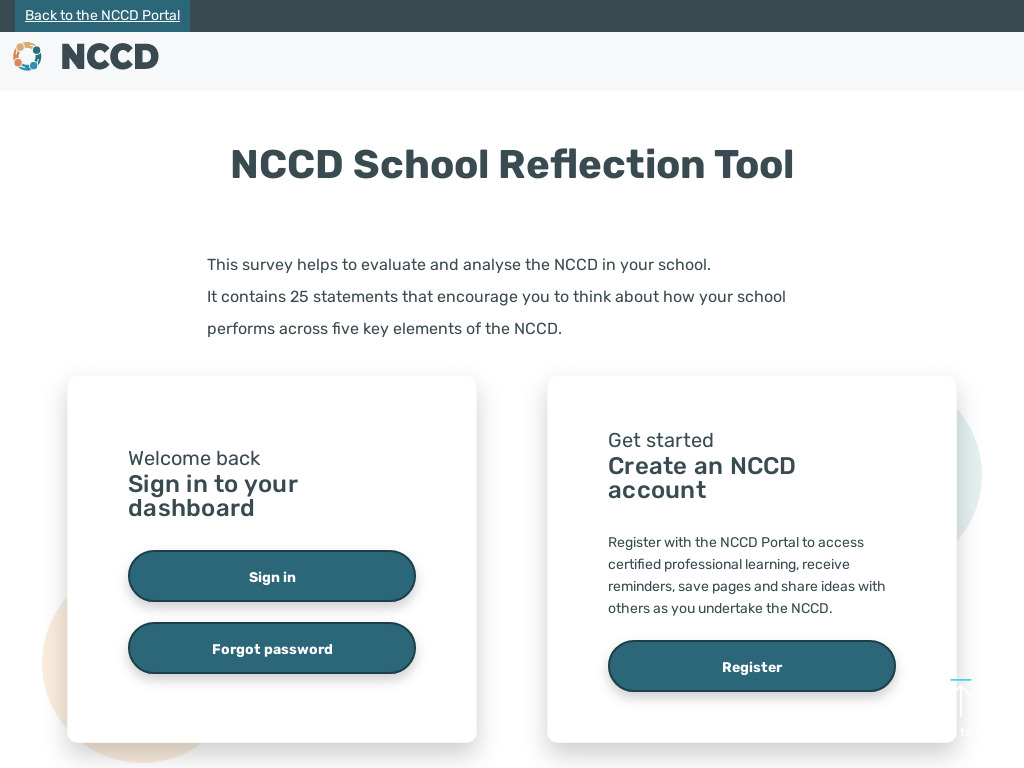 Back to the NCCD Portal
NCCD
NCCD School Reflection Tool
This survey helps to evaluate and analyse the NCCD in your school.
It contains 25 statements that encourage you to think about how your school
performs across five key elements of the NCCD.
Welcome back
Sign in to your
dashboard
Sign in
Forgot password
Get started
Create an NCCD
account
Register with the NCCD Portal to access
certified professional learning, receive
reminders, save pages and share ideas with
others as you undertake the NCCD.
Register
to